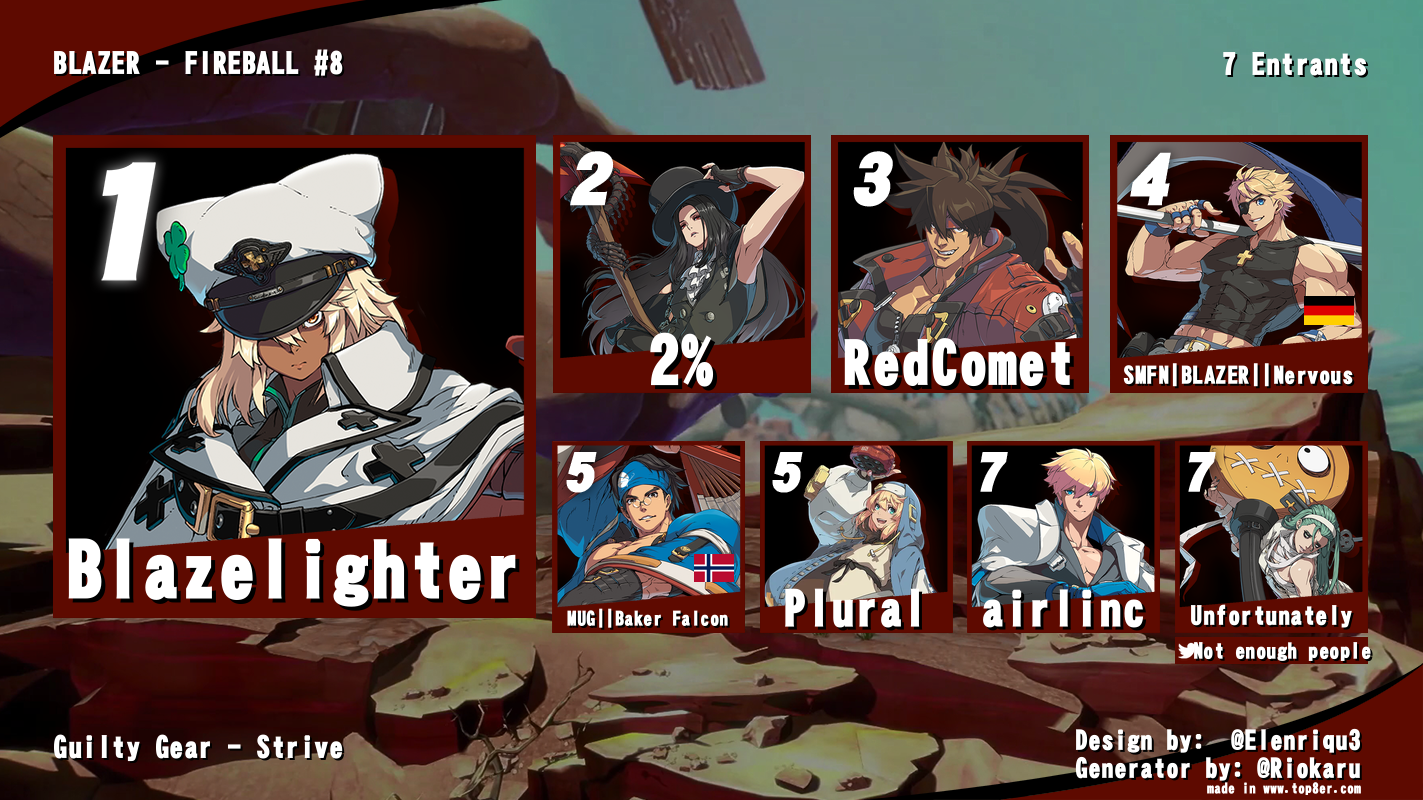 BLAZER - FIREBALL #8
7 Entrants
1
Blazelighter
2
2%
3
RedComet
4
SMFN|BLAZER||Nervous
5
MUG||Baker Falcon
5
Plural
7
airlinc
7
Unfortunately
Not enough people
Guilty Gear - Strive
Design by: @Elenriqu3
Generator by: @Riokaru
made in www.top8er.com